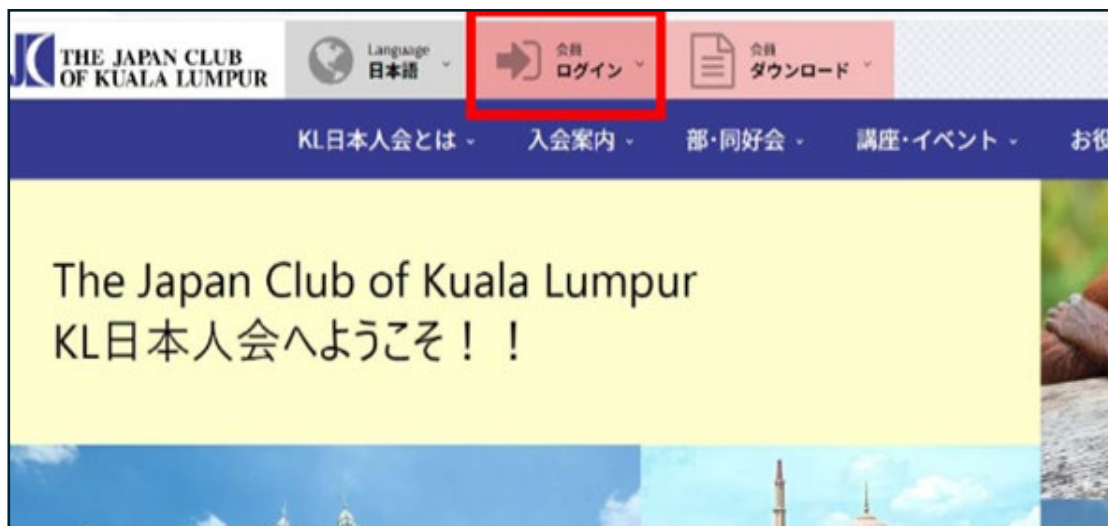 THE JAPAN CLUB
OF KUALA LUMPUR
Language
日本語
会員
ログイン
会員
ダウンロード
KL日本人会とは
入会案内
部・同好会
講座・イベント
お役
The Japan Club of Kuala Lumpur
KL日本人会へようこそ！！